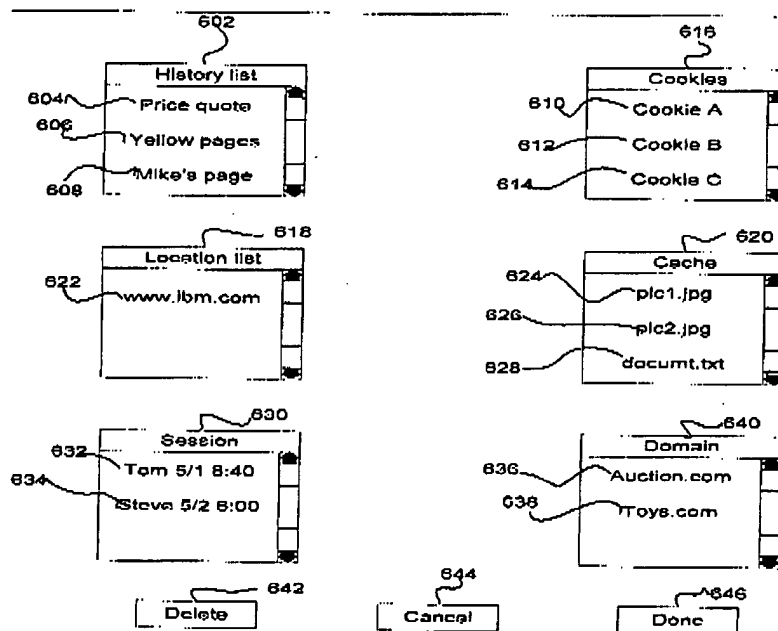 602
History list
604 Price quote
606 Yellow pages
608 Mike's page
616
Cookies
610 Cookie A
612 Cookie B
614 Cookie C
618
Location list
622 www.ibm.com
620
Cache
624 pic1.jpg
626 pic2.jpg
628 documt.txt
630
Session
632 Tom 5/1 8:40
634 Steve 5/2 6:00
640
Domain
636 Auction.com
638 Toys.com
642
Delete
644
Cancel
646
Done